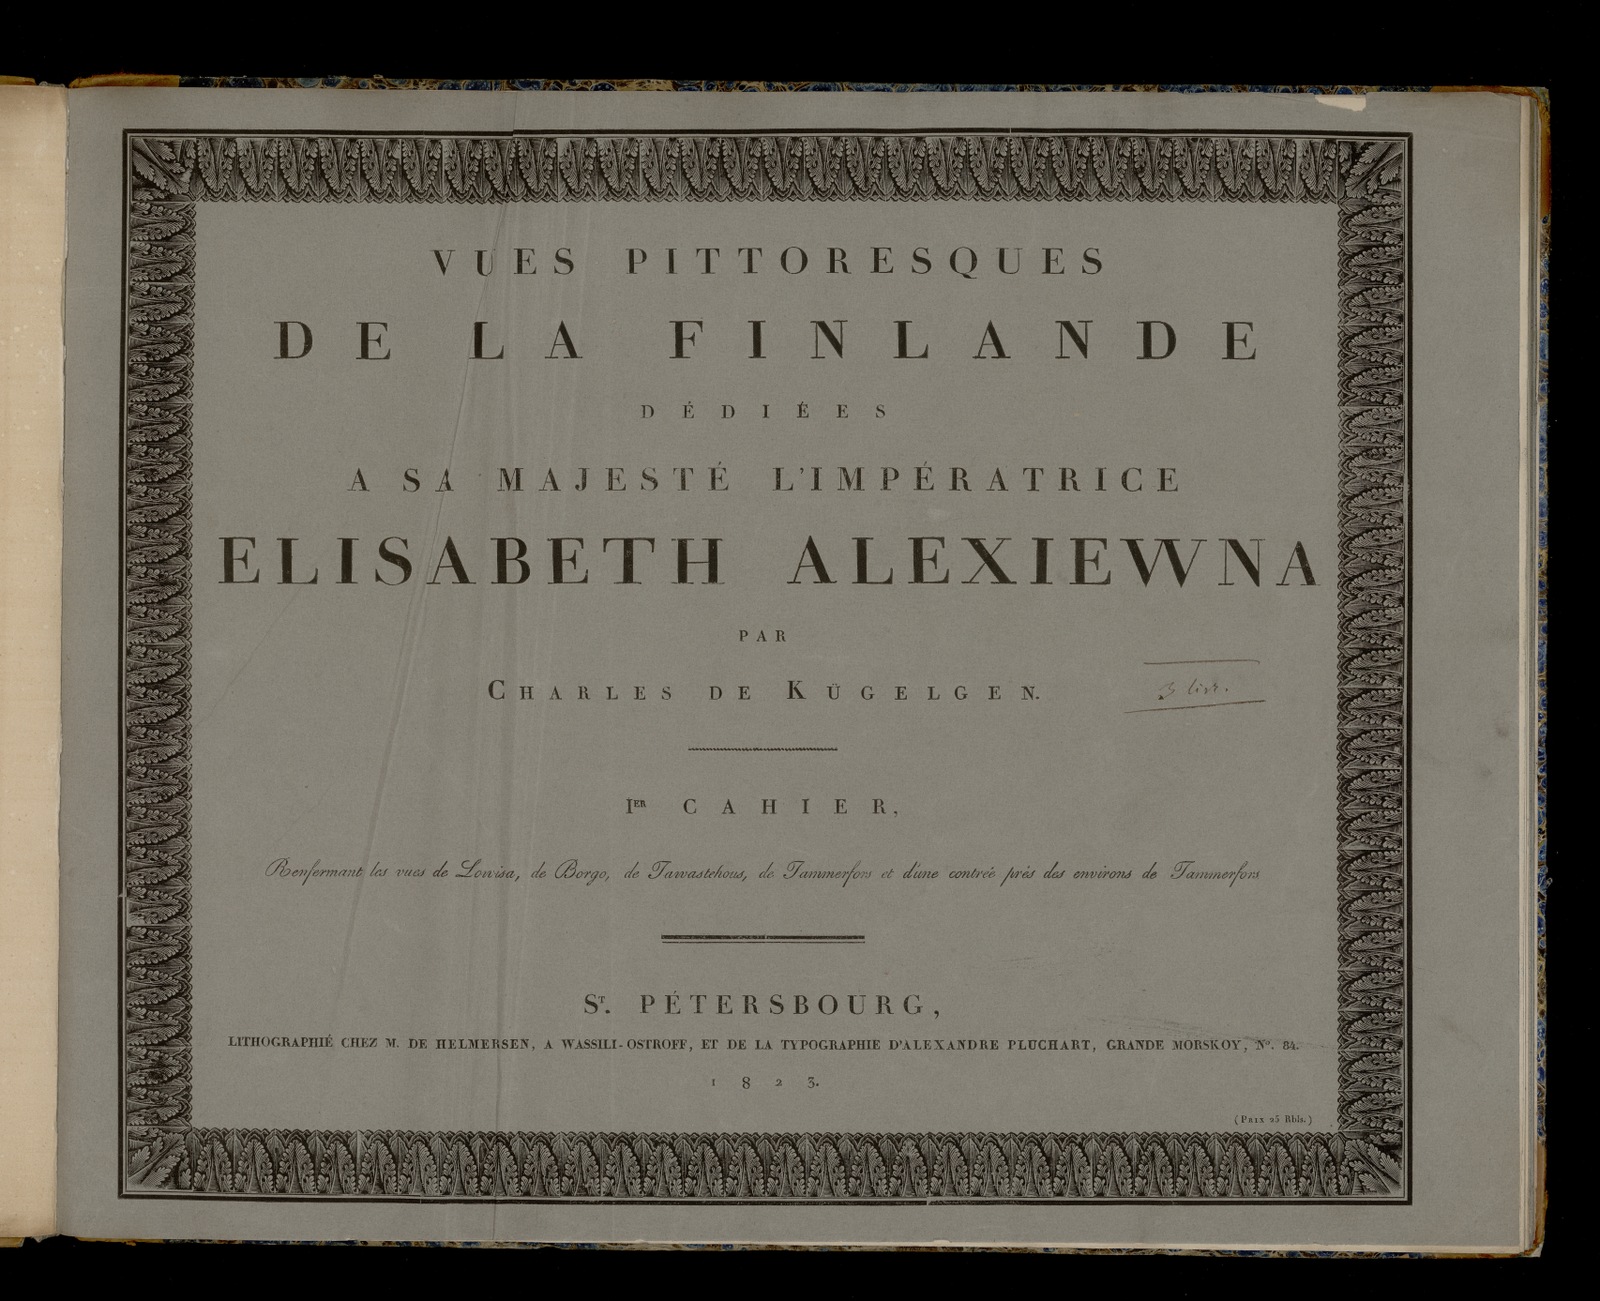 VUES PITTORESQUES
DE LA FINLANDE
DÉDIÉES
A SA MAJESTÉ L'IMPÉRATRICE
ELISABETH ALEXIEWNA
PAR
CHARLES DE KÜGELGEN.
3 livr.
IER CAHIER,
Renfermant les vues de Lowisa, de Borgo, de Tawastehous, de Tammerfors et d'une contrée près des environs de Tammerfors
ST. PÉTERSBOURG,
LITHOGRAPHIÉ CHEZ M. DE HELMERSEN, A WASSILI-OSTROFF, ET DE LA TYPOGRAPHIE D'ALEXANDRE PLUCHART, GRANDE MORSKOY, No. 84.
1823.
(PRIX 25 Rbls.)